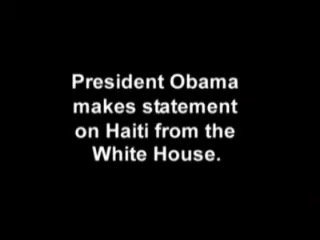 President Obama
makes statement
on Haiti from the
White House.